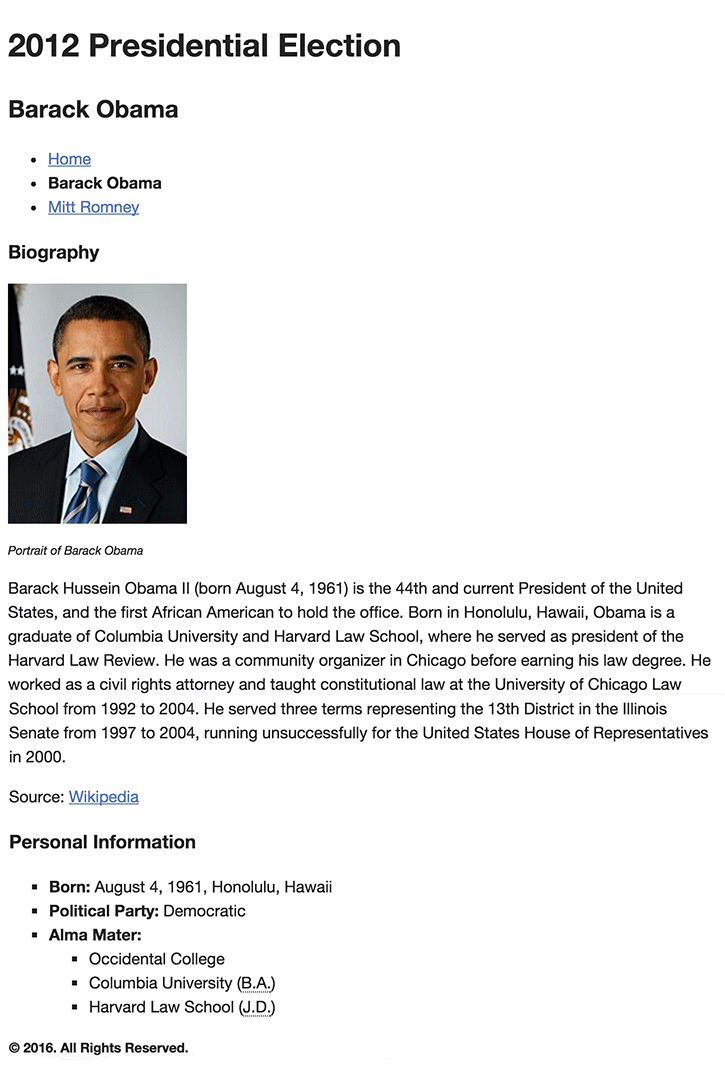 2012 Presidential Election
Barack Obama
Home
Barack Obama
Mitt Romney
Biography
Portrait of Barack Obama
Barack Hussein Obama II (born August 4, 1961) is the 44th and current President of the United
States, and the first African American to hold the office. Born in Honolulu, Hawaii, Obama is a
graduate of Columbia University and Harvard Law School, where he served as president of the
Harvard Law Review. He was a community organizer in Chicago before earning his law degree. He
worked as a civil rights attorney and taught constitutional law at the University of Chicago Law
School from 1992 to 2004. He served three terms representing the 13th District in the Illinois
Senate from 1997 to 2004, running unsuccessfully for the United States House of Representatives
in 2000.
Source: Wikipedia
Personal Information
Born: August 4, 1961, Honolulu, Hawaii
Political Party: Democratic
Alma Mater:
Occidental College
Columbia University (B.A.)
Harvard Law School (J.D.)
© 2016. All Rights Reserved.